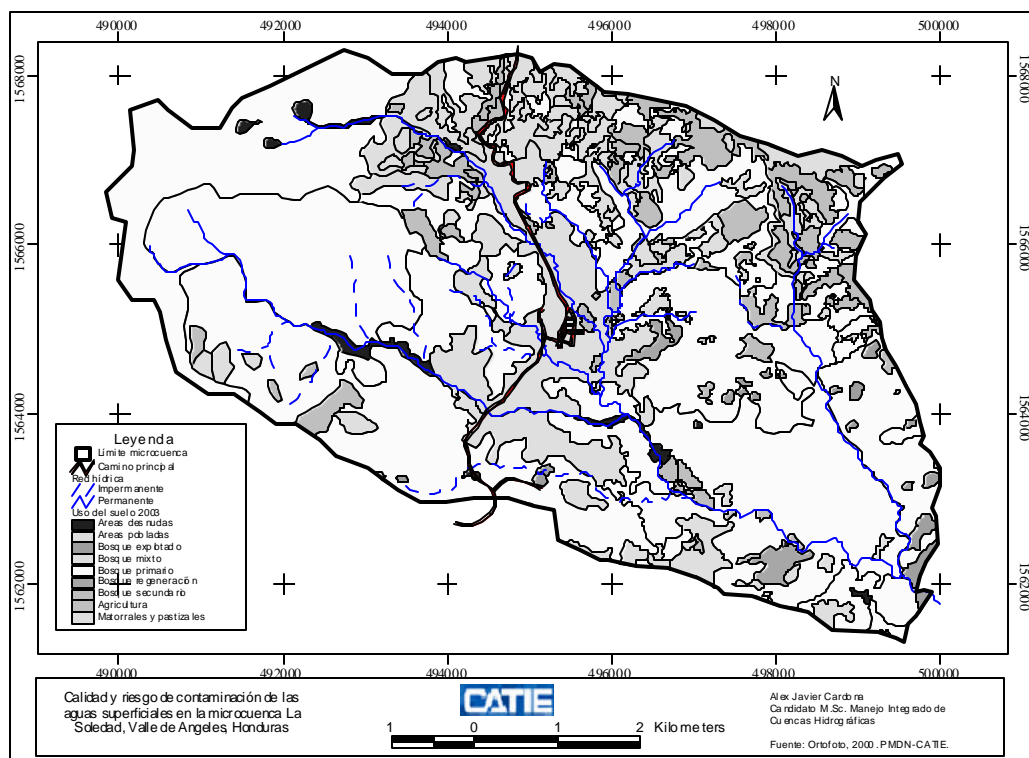 490000 492000 494000 496000 498000 500000
1568000 1568000
N
1566000 1566000
1564000 1564000
1562000 1562000
Leyenda
Límite microcuenca
Camino principal
Red hídrica
Impermanente
Permanente
Uso del suelo 2003
Areas desnudas
Areas pobladas
Bosque explotado
Bosque mixto
Bosque primario
Bosque regeneración
Bosque secundario
Agricultura
Matorrales y pastizales
490000 492000 494000 496000 498000 500000
Calidad y riesgo de contaminación de las
aguas superficiales en la microcuenca La
Soledad, Valle de Angeles, Honduras
CATIE
1 0 1 2 Kilometers
Alex Javier Cardona
Candidato M.Sc. Manejo Integrado de
Cuencas Hidrográficas
Fuente: Ortofoto, 2000. PMDN-CATIE.